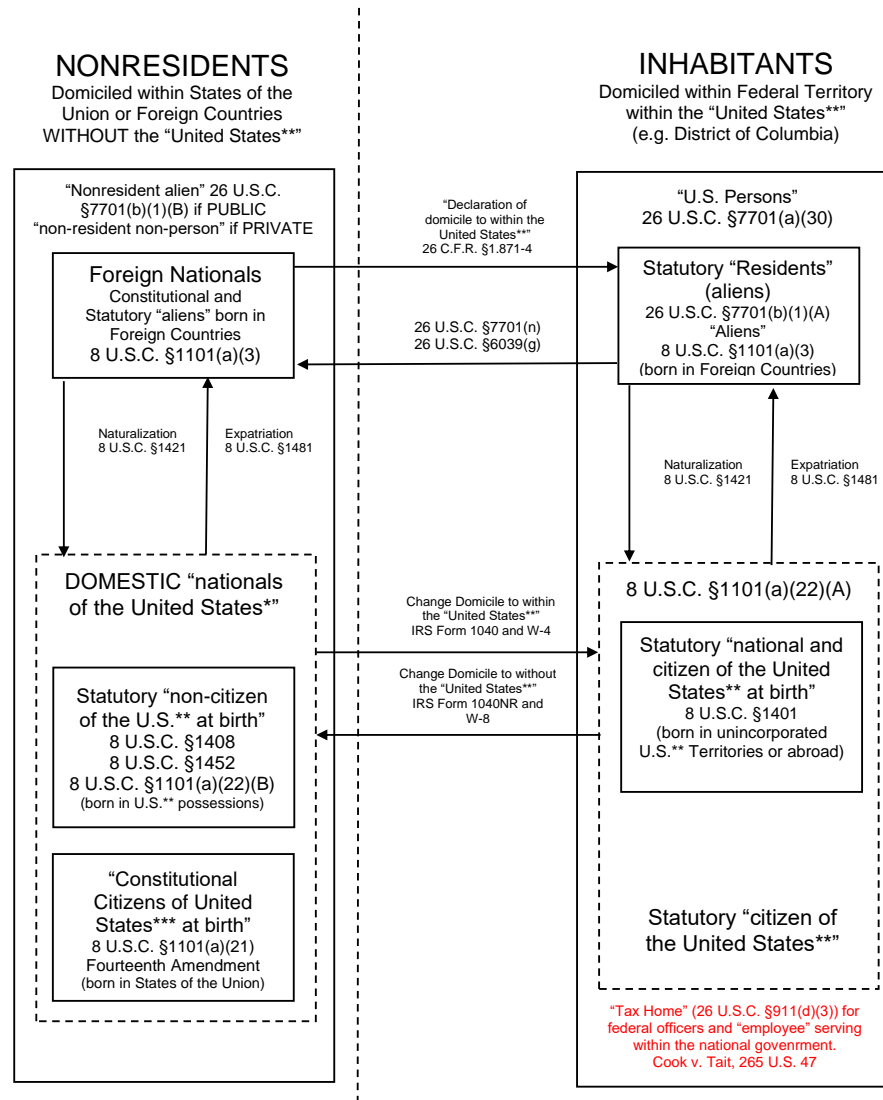 NONRESIDENTS
Domiciled within States of the
Union or Foreign Countries
WITHOUT the “United States**”
INHABITANTS
Domiciled within Federal Territory
within the “United States**”
(e.g. District of Columbia)
“Nonresident alien” 26 U.S.C.
§7701(b)(1)(B) if PUBLIC
“non-resident non-person” if PRIVATE
Foreign Nationals
Constitutional and
Statutory “aliens” born in
Foreign Countries
8 U.S.C. §1101(a)(3)
“Declaration of
domicile to within the
United States**”
26 C.F.R. §1.871-4
26 U.S.C. §7701(n)
26 U.S.C. §6039(g)
“U.S. Persons”
26 U.S.C. §7701(a)(30)
Statutory “Residents”
(aliens)
26 U.S.C. §7701(b)(1)(A)
“Aliens”
8 U.S.C. §1101(a)(3)
(born in Foreign Countries)
Naturalization
8 U.S.C. §1421
Expatriation
8 U.S.C. §1481
Naturalization
8 U.S.C. §1421
Expatriation
8 U.S.C. §1481
DOMESTIC “nationals
of the United States*”
Statutory “non-citizen
of the U.S.** at birth”
8 U.S.C. §1408
8 U.S.C. §1452
8 U.S.C. §1101(a)(22)(B)
(born in U.S.** possessions)
“Constitutional
Citizens of United
States*** at birth”
8 U.S.C. §1101(a)(21)
Fourteenth Amendment
(born in States of the Union)
Change Domicile to within
the “United States**”
IRS Form 1040 and W-4
Change Domicile to without
the “United States**”
IRS Form 1040NR and
W-8
8 U.S.C. §1101(a)(22)(A)
Statutory “national and
citizen of the United
States** at birth”
8 U.S.C. §1401
(born in unincorporated
U.S.** Territories or abroad)
Statutory “citizen of
the United States**”
“Tax Home” (26 U.S.C. §911(d)(3)) for
federal officers and “employee” serving
within the national govenrment.
Cook v. Tait, 265 U.S. 47